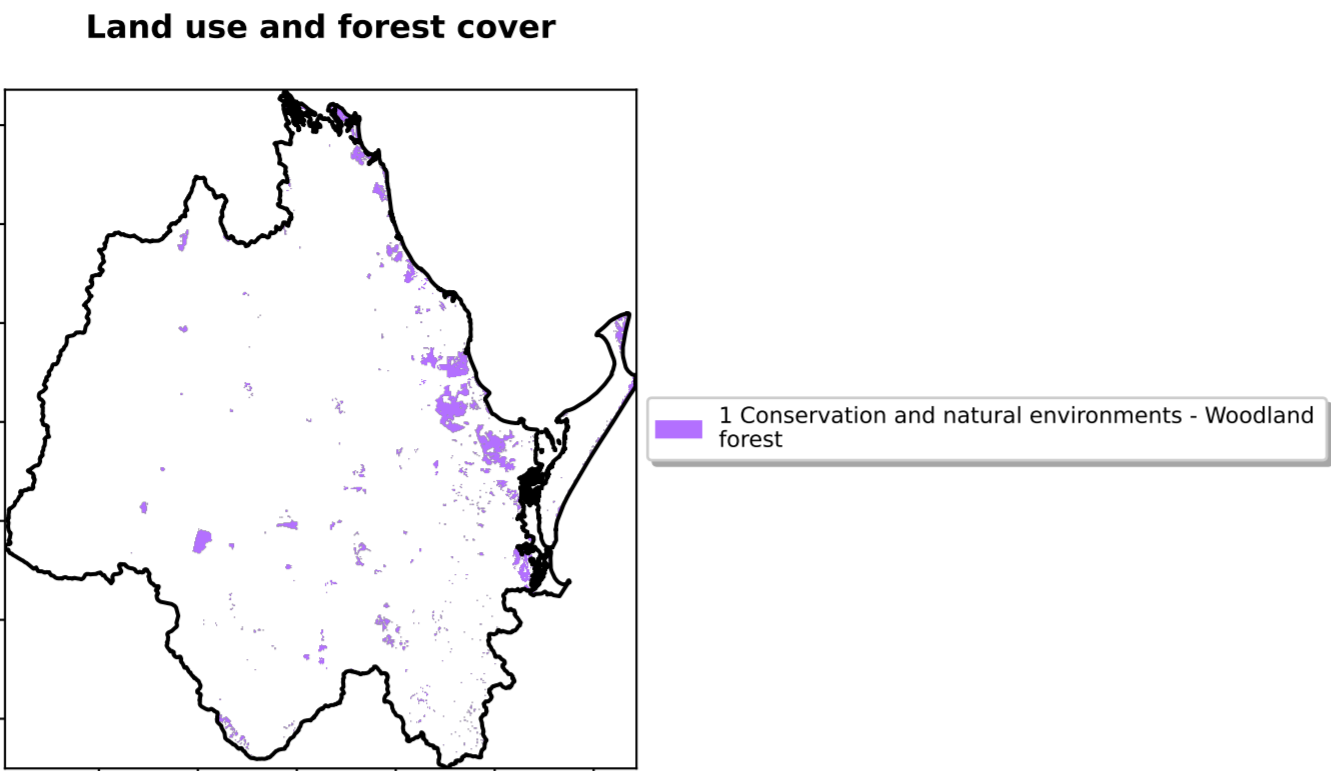 Land use and forest cover
1 Conservation and natural environments - Woodland
forest